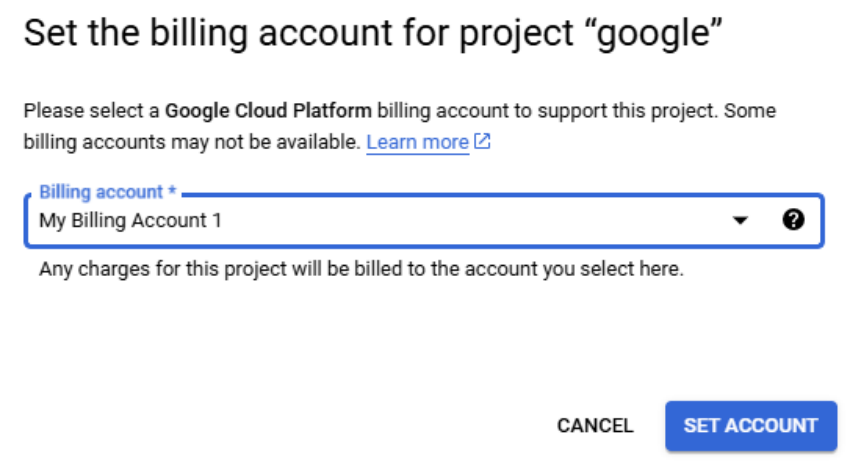 Set the billing account for project “google”
Please select a Google Cloud Platform billing account to support this project. Some
billing accounts may not be available. Learn more
Billing account *
My Billing Account 1
Any charges for this project will be billed to the account you select here.
CANCEL SET ACCOUNT